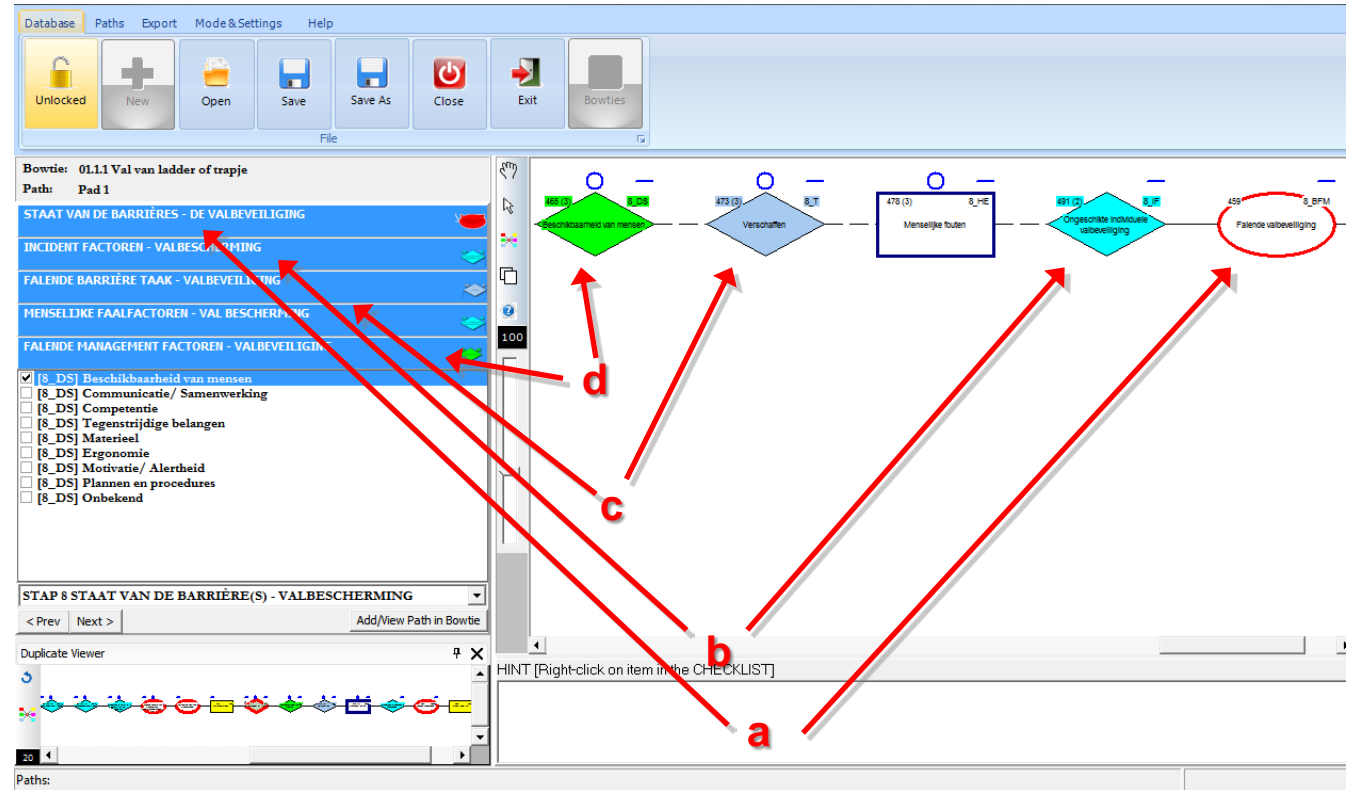 Database Paths Export Mode & Settings Help
Unlocked New Open Save Save As Close Exit Bowties
File
Bowtie: 01.1.1 Val van ladder of trapje
Path: Pad 1
STAAT VAN DE BARRIÈRES - DE VALBEVEILIGING
INCIDENT FACTOREN - VALBESCHERMING
FALENDE BARRIÈRE TAAK - VALBEVEILIGING
MENSELIJKE FAALFACTOREN - VAL BESCHERMING
FALENDE MANAGEMENT FACTOREN - VALBEVEILIGING
[8_DS] Beschikbaarheid van mensen
[8_DS] Communicatie/ Samenwerking
[8_DS] Competentie
[8_DS] Tegenstrijdige belangen
[8_DS] Materieel
[8_DS] Ergonomie
[8_DS] Motivatie/ Alertheid
[8_DS] Plannen en procedures
[8_DS] Onbekend
STAP 8 STAAT VAN DE BARRIÈRE(S) - VALBESCHERMING
< Prev Next > Add/View Path in Bowtie
Duplicate Viewer
20
Paths:
100
465 (3) 8_DS
Beschikbaarheid van mensen
473 (3) 8_T
Verschaffen
478 (3) 8_HE
Menselijke fouten
491 (2) 8_IF
Ongeschikte individuele
valbeveiliging
459 8_BFM
Falende valbeveiliging
d
c
b
a
HINT [Right-click on item in the CHECKLIST]